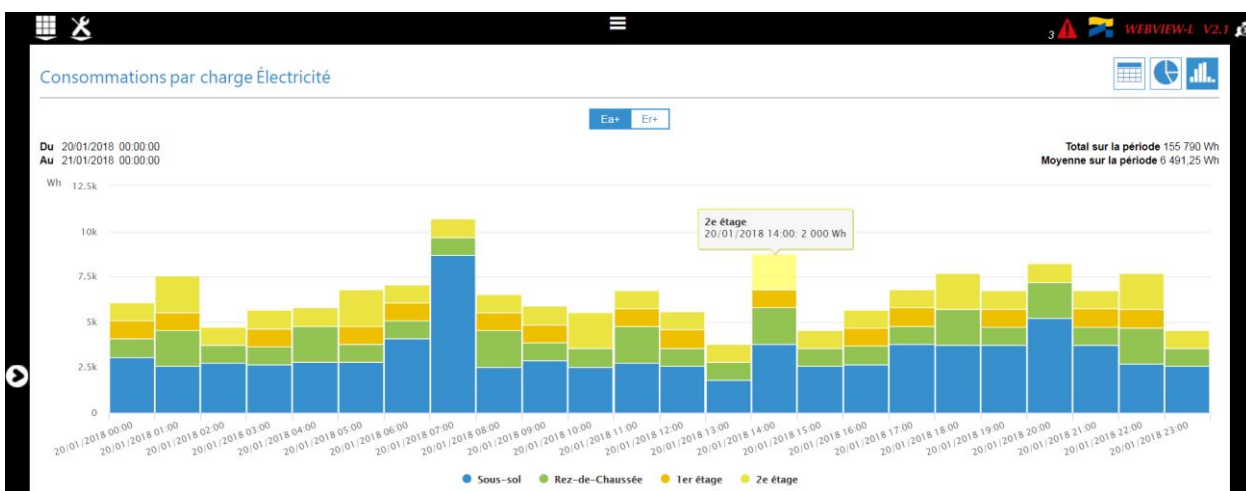 3 WEBVIEW-L V2.1
Consommations par charge Électricité
Ea+ Er+
Du 20/01/2018 00:00:00
Au 21/01/2018 00:00:00
Total sur la période 155 790 Wh
Moyenne sur la période 6 491,25 Wh
Wh
12.5k
10k
7.5k
5k
2.5k
0
2e étage
20/01/2018 14:00: 2 000 Wh
20/01/2018 00:00
20/01/2018 01:00
20/01/2018 02:00
20/01/2018 03:00
20/01/2018 04:00
20/01/2018 05:00
20/01/2018 06:00
20/01/2018 07:00
20/01/2018 08:00
20/01/2018 09:00
20/01/2018 10:00
20/01/2018 11:00
20/01/2018 12:00
20/01/2018 13:00
20/01/2018 14:00
20/01/2018 15:00
20/01/2018 16:00
20/01/2018 17:00
20/01/2018 18:00
20/01/2018 19:00
20/01/2018 20:00
20/01/2018 21:00
20/01/2018 22:00
20/01/2018 23:00
Sous-sol Rez-de-Chaussée 1er étage 2e étage